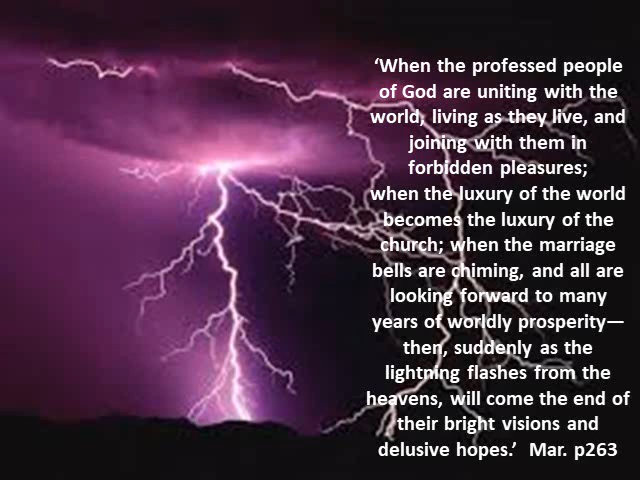 ‘When the professed people
of God are uniting with the
world, living as they live, and
joining with them in
forbidden pleasures;
when the luxury of the world
becomes the luxury of the
church; when the marriage
bells are chiming, and all are
looking forward to many
years of worldly prosperity—
then, suddenly as the
lightning flashes from the
heavens, will come the end of
their bright visions and
delusive hopes.’  Mar. p263